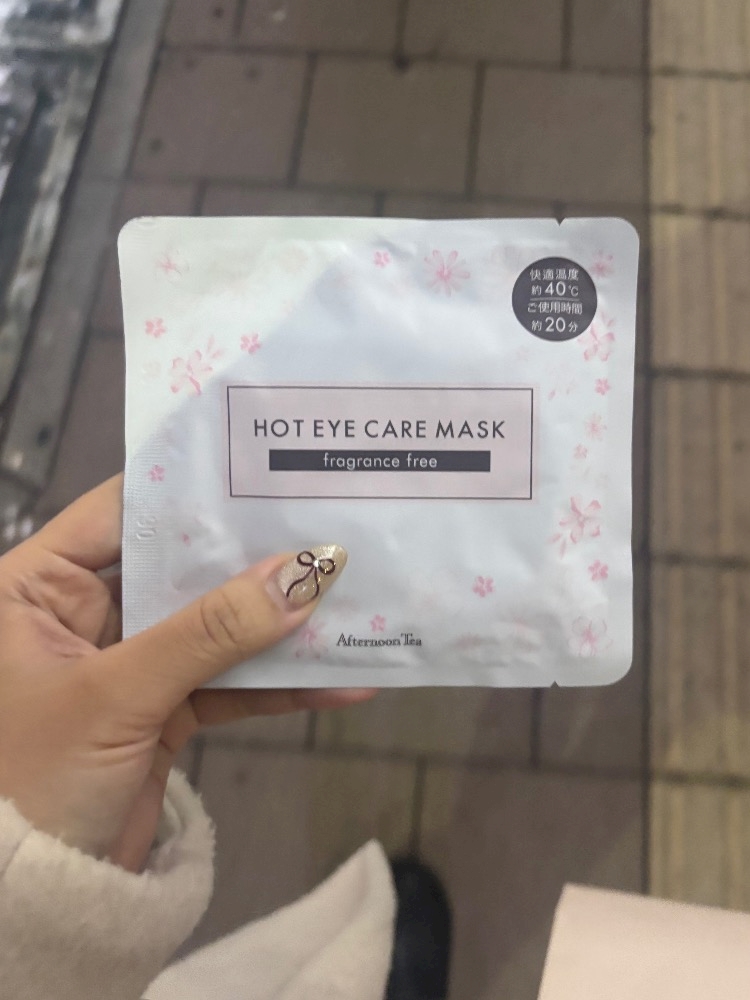 快適温度
約40℃
ご使用時間
約20分
HOT EYE CARE MASK
fragrance free
Afternoon Tea